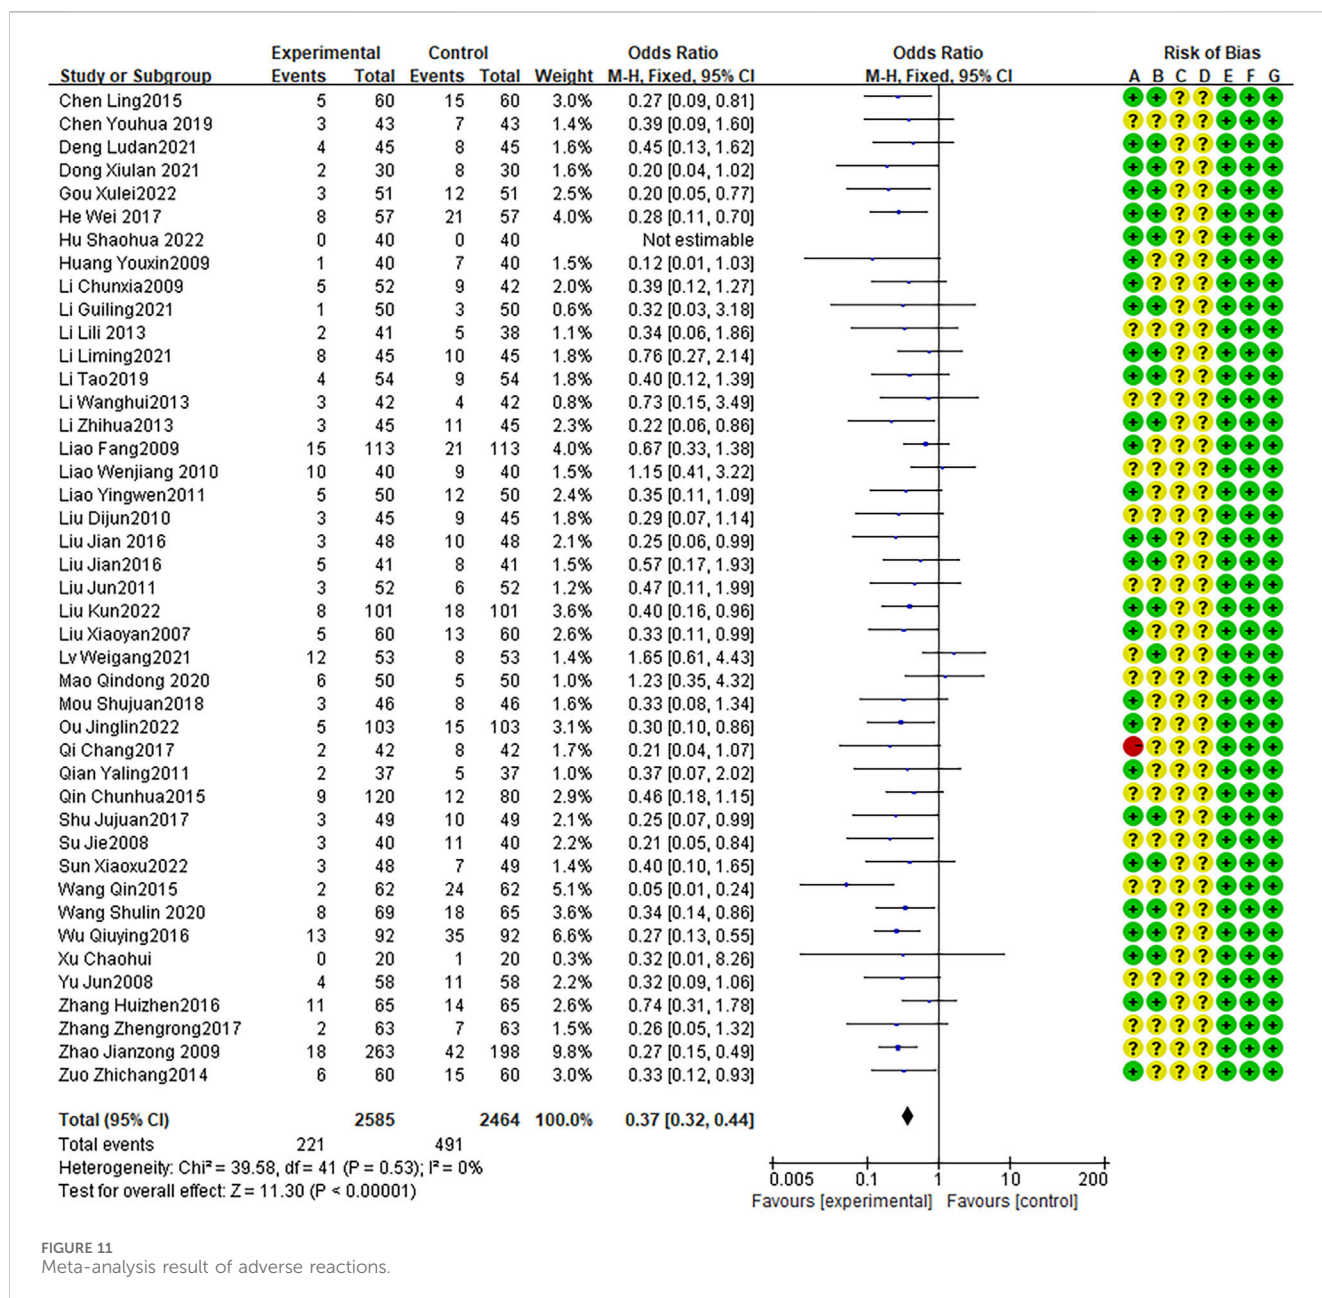 Experimental Control Odds Ratio Odds Ratio Risk of Bias
Study or Subgroup Events Total Events Total Weight M-H, Fixed, 95% CI M-H, Fixed, 95% CI A B C D E F G
Chen Ling2015 5 60 15 60 3.0% 0.27 [0.09, 0.81] + + ? ? + + +
Chen Youhua 2019 3 43 7 43 1.4% 0.39 [0.09, 1.60] ? ? ? ? + + +
Deng Ludan2021 4 45 8 45 1.6% 0.45 [0.13, 1.62] + + ? ? + + +
Dong Xiulan 2021 2 30 8 30 1.6% 0.20 [0.04, 1.02] + ? ? ? + + +
Gou Xulei2022 3 51 12 51 2.5% 0.20 [0.05, 0.77] + + ? ? + + +
He Wei 2017 8 57 21 57 4.0% 0.28 [0.11, 0.70] + + ? ? + + +
Hu Shaohua 2022 0 40 0 40 Not estimable + + ? ? + + +
Huang Youxin2009 1 40 7 40 1.5% 0.12 [0.01, 1.03] + ? ? ? + + +
Li Chunxia2009 5 52 9 42 2.0% 0.39 [0.12, 1.27] + ? ? ? + + +
Li Guiling2021 1 50 3 50 0.6% 0.32 [0.03, 3.18] + + ? ? + + +
Li Lili 2013 2 41 5 38 1.1% 0.34 [0.06, 1.86] ? ? ? ? + + +
Li Liming2021 8 45 10 45 1.8% 0.76 [0.27, 2.14] + + ? ? + + +
Li Tao2019 4 54 9 54 1.8% 0.40 [0.12, 1.39] + + ? ? + + +
Li Wanghui2013 3 42 4 42 0.8% 0.73 [0.15, 3.49] ? ? ? ? + + +
Li Zhihua2013 3 45 11 45 2.3% 0.22 [0.06, 0.86] + + ? ? + + +
Liao Fang2009 15 113 21 113 4.0% 0.67 [0.33, 1.38] + ? ? ? + + +
Liao Wenjiang 2010 10 40 9 40 1.5% 1.15 [0.41, 3.22] ? ? ? ? + + +
Liao Yingwen2011 5 50 12 50 2.4% 0.35 [0.11, 1.09] + ? ? ? + + +
Liu Dijun2010 3 45 9 45 1.8% 0.29 [0.07, 1.14] ? ? ? ? + + +
Liu Jian 2016 3 48 10 48 2.1% 0.25 [0.06, 0.99] + + ? ? + + +
Liu Jian2016 5 41 8 41 1.5% 0.57 [0.17, 1.93] + + ? ? + + +
Liu Jun2011 3 52 6 52 1.2% 0.47 [0.11, 1.99] ? ? ? ? + + +
Liu Kun2022 8 101 18 101 3.6% 0.40 [0.16, 0.96] + + ? ? + + +
Liu Xiaoyan2007 5 60 13 60 2.6% 0.33 [0.11, 0.99] + ? ? ? + + +
Lv Weigang2021 12 53 8 53 1.4% 1.65 [0.61, 4.43] ? + ? ? + + +
Mao Qindong 2020 6 50 5 50 1.0% 1.23 [0.35, 4.32] ? ? ? ? + + +
Mou Shujuan2018 3 46 8 46 1.6% 0.33 [0.08, 1.34] + ? ? ? + + +
Ou Jinglin2022 5 103 15 103 3.1% 0.30 [0.10, 0.86] + ? ? ? + + +
Qi Chang2017 2 42 8 42 1.7% 0.21 [0.04, 1.07] - ? ? ? + + +
Qian Yaling2011 2 37 5 37 1.0% 0.37 [0.07, 2.02] + ? ? ? + + +
Qin Chunhua2015 9 120 12 80 2.9% 0.46 [0.18, 1.15] ? ? ? ? + + +
Shu Jujuan2017 3 49 10 49 2.1% 0.25 [0.07, 0.99] + + ? ? + + +
Su Jie2008 3 40 11 40 2.2% 0.21 [0.05, 0.84] ? ? ? ? + + +
Sun Xiaoxu2022 3 48 7 49 1.4% 0.40 [0.10, 1.65] + + ? ? + + +
Wang Qin2015 2 62 24 62 5.1% 0.05 [0.01, 0.24] ? ? ? ? + + +
Wang Shulin 2020 8 69 18 65 3.6% 0.34 [0.14, 0.86] + + ? ? + + +
Wu Qiuying2016 13 92 35 92 6.6% 0.27 [0.13, 0.55] + + ? ? + + +
Xu Chaohui 0 20 1 20 0.3% 0.32 [0.01, 8.26] + + ? ? + + +
Yu Jun2008 4 58 11 58 2.2% 0.32 [0.09, 1.06] ? ? ? ? + + +
Zhang Huizhen2016 11 65 14 65 2.6% 0.74 [0.31, 1.78] + + ? ? + + +
Zhang Zhengrong2017 2 63 7 63 1.5% 0.26 [0.05, 1.32] ? ? ? ? + + +
Zhao Jianzong 2009 18 263 42 198 9.8% 0.27 [0.15, 0.49] ? ? ? ? + + +
Zuo Zhichang2014 6 60 15 60 3.0% 0.33 [0.12, 0.93] + ? ? ? + + +
Total (95% CI) 2585 2464 100.0% 0.37 [0.32, 0.44]
Total events 221 491
Heterogeneity: Chi² = 39.58, df = 41 (P = 0.53); I² = 0%
Test for overall effect: Z = 11.30 (P < 0.00001)
0.005 0.1 1 10 200
Favours [experimental] Favours [control]
FIGURE 11
Meta-analysis result of adverse reactions.